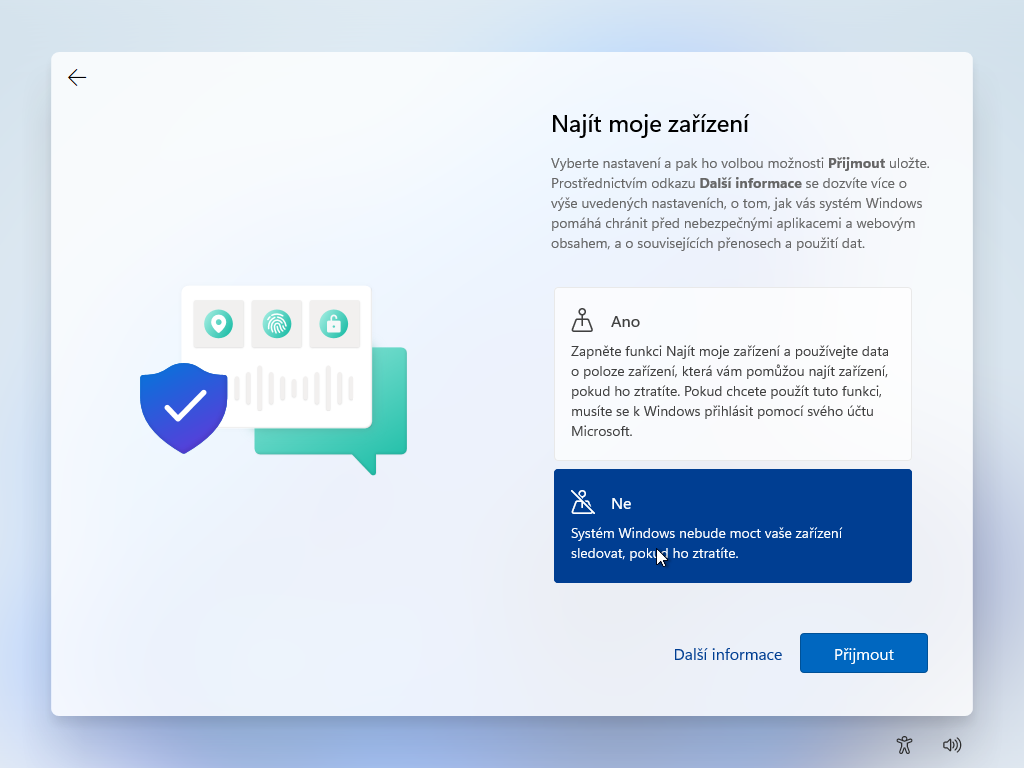 Najít moje zařízení
Vyberte nastavení a pak ho volbou možnosti Přijmout uložte.
Prostřednictvím odkazu Další informace se dozvíte více o
výše uvedených nastaveních, o tom, jak vás systém Windows
pomáhá chránit před nebezpečnými aplikacemi a webovým
obsahem, a o souvisejících přenosech a použití dat.
Ano
Zapněte funkci Najít moje zařízení a používejte data
o poloze zařízení, která vám pomůžou najít zařízení,
pokud ho ztratíte. Pokud chcete použít tuto funkci,
musíte se k Windows přihlásit pomocí svého účtu
Microsoft.
Ne
Systém Windows nebude moct vaše zařízení
sledovat, pokud ho ztratíte.
Další informace
Přijmout